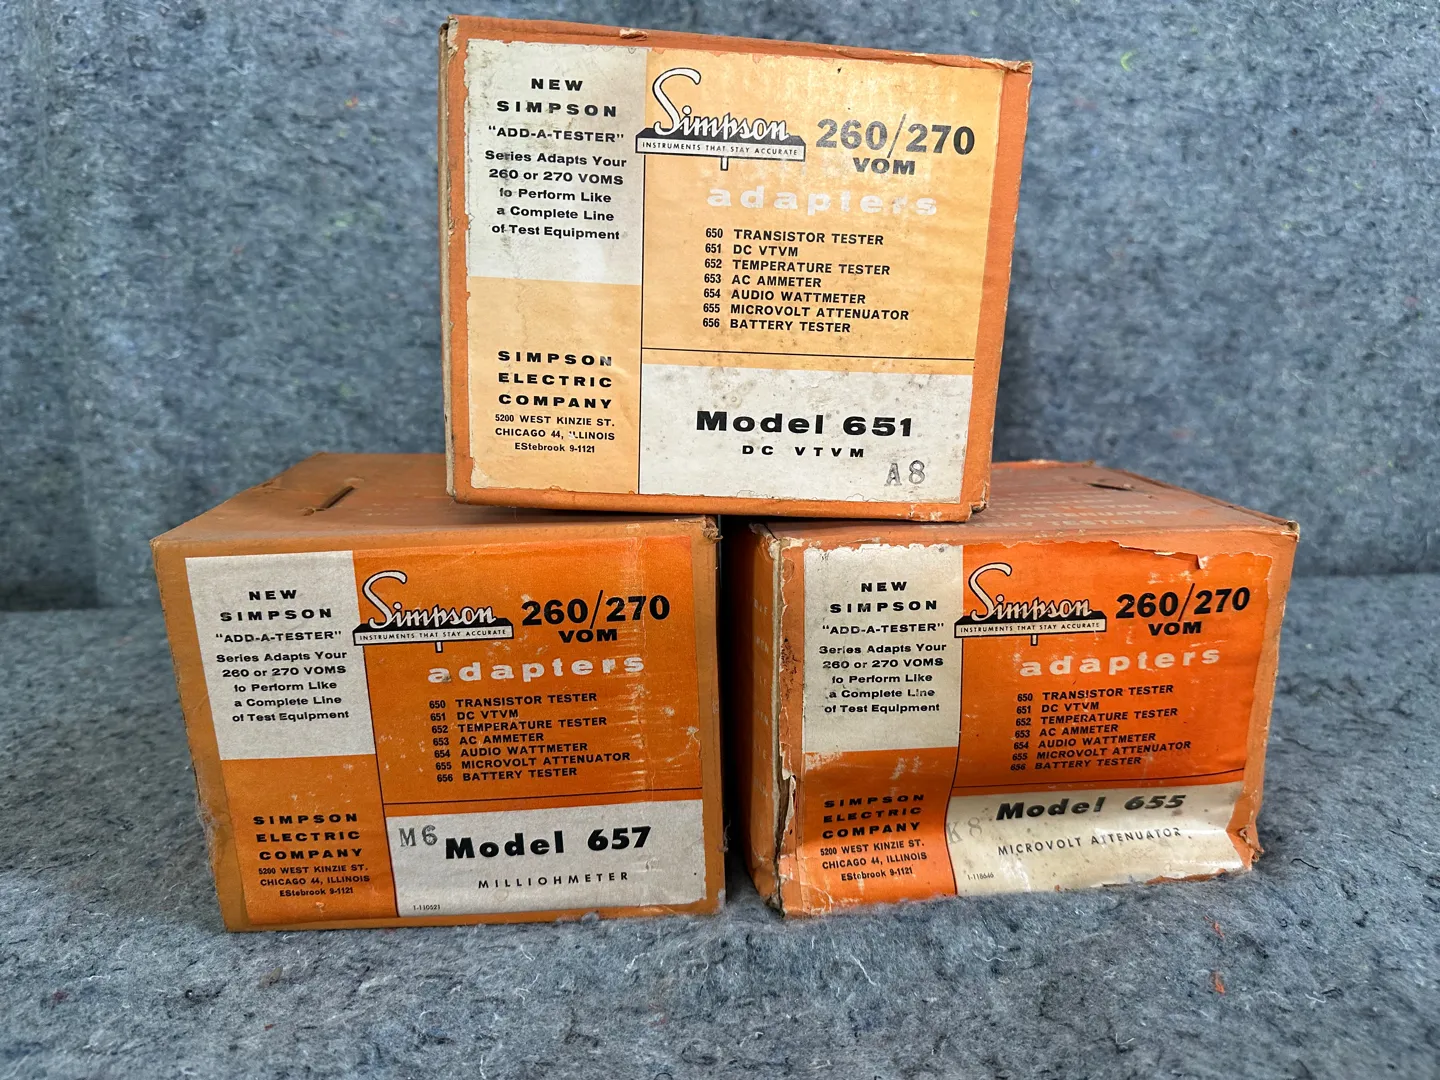 NEW
SIMPSON
"ADD-A-TESTER"
Series Adapts Your
260 or 270 VOMS
to Perform Like
a Complete Line
of Test Equipment
SIMPSON
ELECTRIC
COMPANY
5200 WEST KINZIE ST.
CHICAGO 44, ILLINOIS
EStebrook 9-1121
Simpson
INSTRUMENTS THAT STAY ACCURATE
260/270
VOM
adapters
650 TRANSISTOR TESTER
651 DC VTVM
652 TEMPERATURE TESTER
653 AC AMMETER
654 AUDIO WATTMETER
655 MICROVOLT ATTENUATOR
656 BATTERY TESTER
Model 651
DC VTVM
A8
NEW
SIMPSON
"ADD-A-TESTER"
Series Adapts Your
260 or 270 VOMS
to Perform Like
a Complete Line
of Test Equipment
SIMPSON
ELECTRIC
COMPANY
5200 WEST KINZIE ST.
CHICAGO 44, ILLINOIS
EStebrook 9-1121
Simpson
INSTRUMENTS THAT STAY ACCURATE
260/270
VOM
adapters
650 TRANSISTOR TESTER
651 DC VTVM
652 TEMPERATURE TESTER
653 AC AMMETER
654 AUDIO WATTMETER
655 MICROVOLT ATTENUATOR
656 BATTERY TESTER
M6
Model 657
MILLIOHMETER
1-110521
NEW
SIMPSON
"ADD-A-TESTER"
Series Adapts Your
260 or 270 VOMS
to Perform Like
a Complete Line
of Test Equipment
SIMPSON
ELECTRIC
COMPANY
5200 WEST KINZIE ST.
CHICAGO 44, ILLINOIS
EStebrook 9-1121
Simpson
INSTRUMENTS THAT STAY ACCURATE
260/270
VOM
adapters
650 TRANSISTOR TESTER
651 DC VTVM
652 TEMPERATURE TESTER
653 AC AMMETER
654 AUDIO WATTMETER
655 MICROVOLT ATTENUATOR
656 BATTERY TESTER
K8
Model 655
MICROVOLT ATTENUATOR